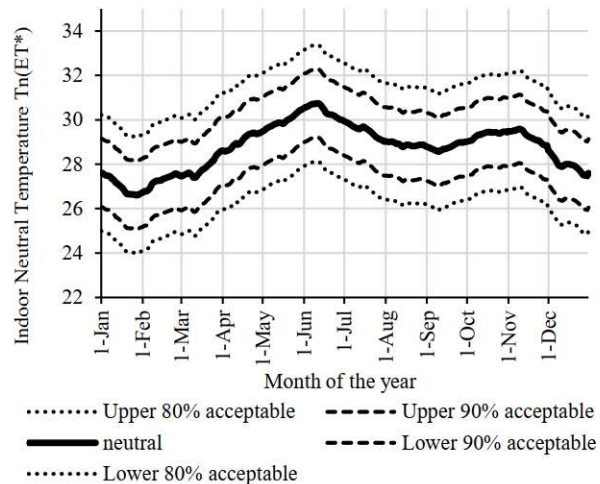 Indoor Neutral Temperature Tn(ET*)
34
32
30
28
26
24
22
1-Jan
1-Feb
1-Mar
1-Apr
1-May
1-Jun
1-Jul
1-Aug
1-Sep
1-Oct
1-Nov
1-Dec
Month of the year
Upper 80% acceptable
Upper 90% acceptable
neutral
Lower 90% acceptable
Lower 80% acceptable